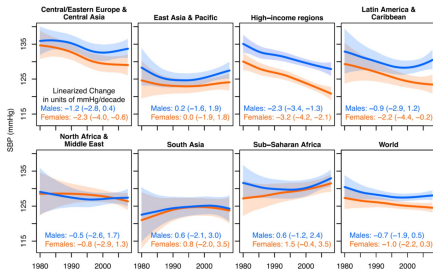 Central/Eastern Europe &
Central Asia
East Asia & Pacific
High−income regions
Latin America &
Caribbean
135
125
115
Linearized Change
in units of mmHg/decade
Males= −1.2 (−2.8, 0.4)
Females= −2.3 (−4.0, −0.6)
Males= 0.2 (−1.6, 1.9)
Females= 0.0 (−1.9, 1.8)
Males= −2.3 (−3.4, −1.3)
Females= −3.2 (−4.2, −2.1)
Males= −0.9 (−2.9, 1.2)
Females= −2.2 (−4.4, −0.2)
SBP (mmHg)
North Africa &
Middle East
South Asia
Sub−Saharan Africa
World
135
125
115
Males= −0.5 (−2.6, 1.7)
Females= −0.8 (−2.9, 1.3)
Males= 0.6 (−2.1, 3.0)
Females= 0.8 (−2.0, 3.5)
Males= 0.6 (−1.2, 2.4)
Females= 1.5 (−0.4, 3.5)
Males= −0.7 (−1.9, 0.5)
Females= −1.0 (−2.2, 0.3)
1980 1990 2000
1980 1990 2000
1980 1990 2000
1980 1990 2000